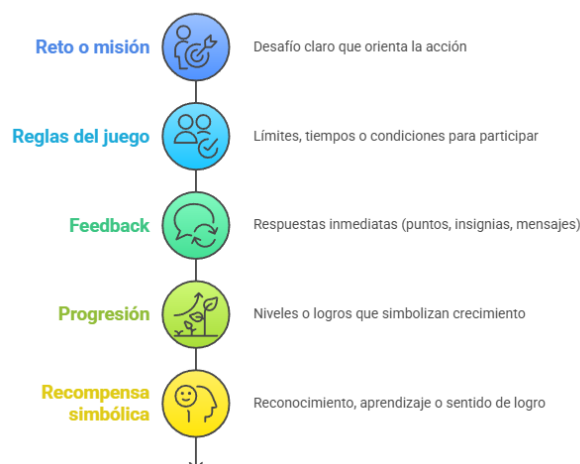 Reto o misión
Desafío claro que orienta la acción
Reglas del juego
Límites, tiempos o condiciones para participar
Feedback
Respuestas inmediatas (puntos, insignias, mensajes)
Progresión
Niveles o logros que simbolizan crecimiento
Recompensa
simbólica
Reconocimiento, aprendizaje o sentido de logro